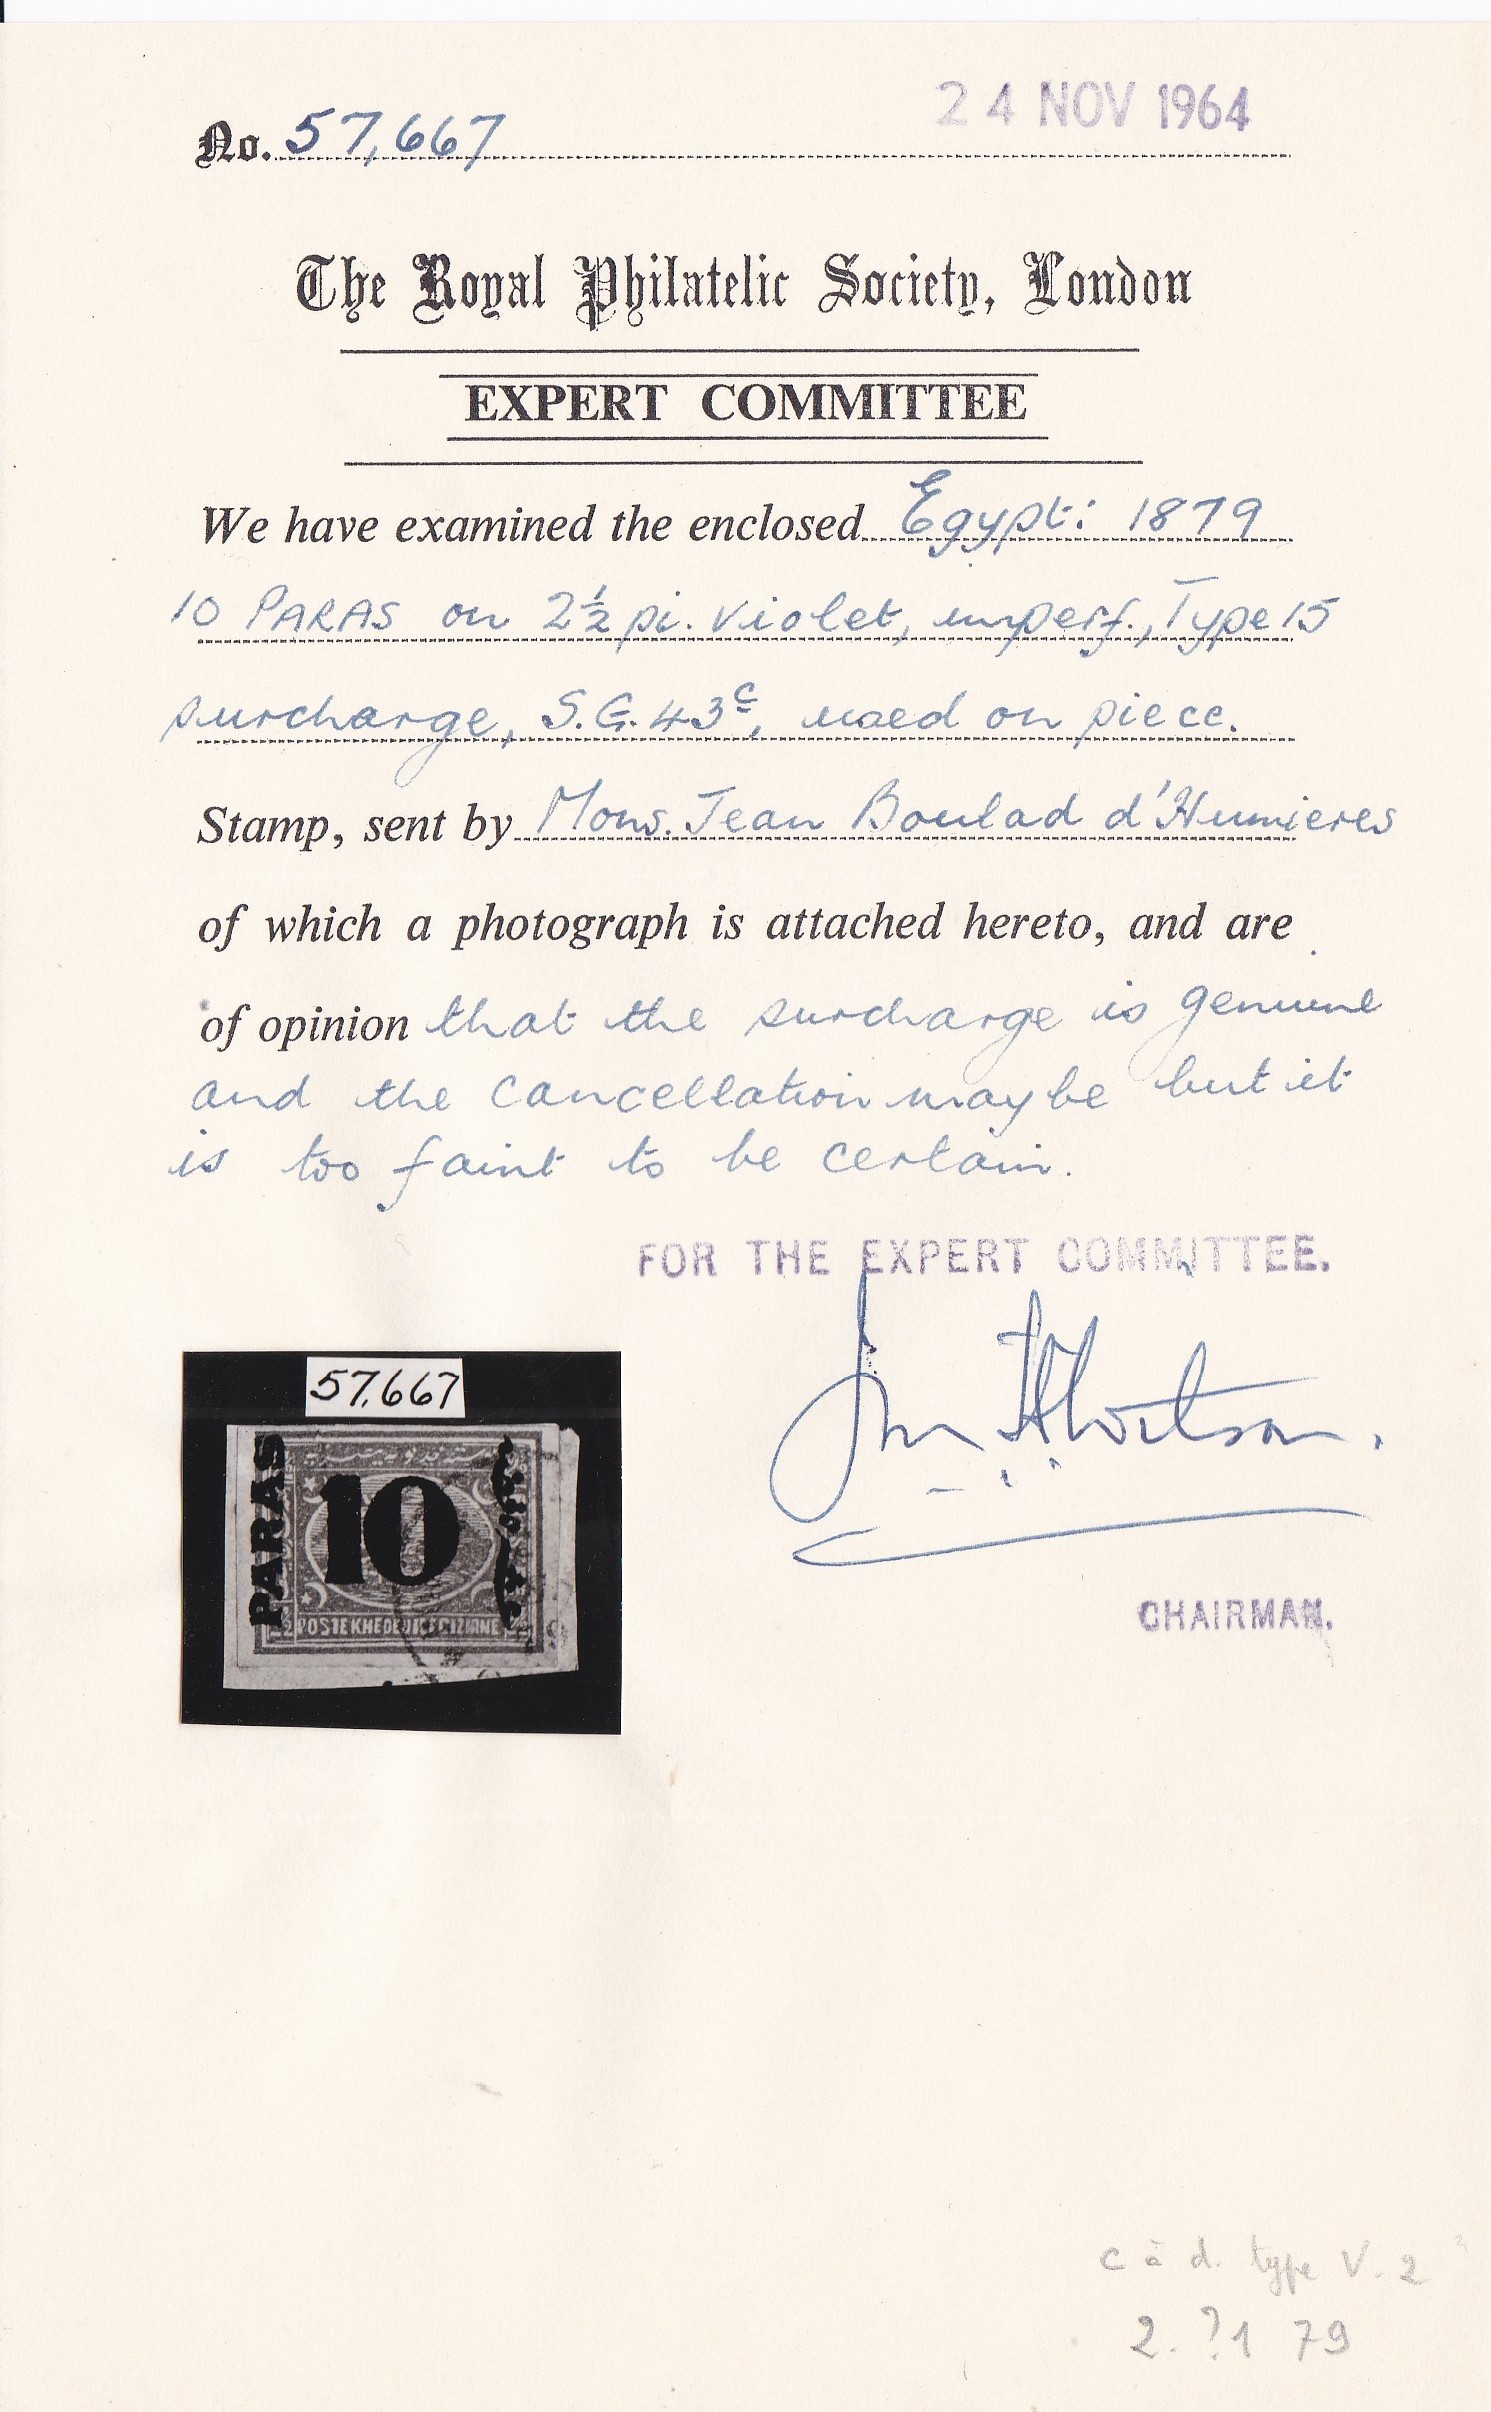 24 NOV 1964
No. 57,667
The Royal Philatelic Society, London
EXPERT COMMITTEE
We have examined the enclosed Egypt: 1879
10 PARAS on 2½ pi. violet, imperf., Type 15
surcharge, S.G. 43c, used on piece.
Stamp, sent by Mons. Jean Boulad d'Humieres
of which a photograph is attached hereto, and are
of opinion that the surcharge is genuine
and the cancellation may be but it
is too faint to be certain.
FOR THE EXPERT COMMITTEE.
CHAIRMAN.
57,667
PARAS
10
c à d. type V. 2
2. ?1 79